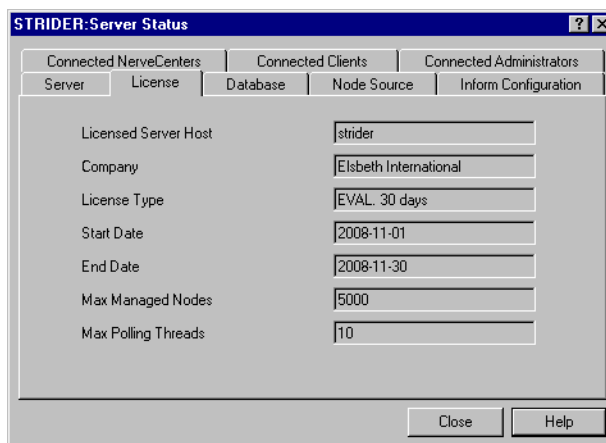 STRIDER:Server Status
Connected NerveCenters Connected Clients Connected Administrators
Server License Database Node Source Inform Configuration
Licensed Server Host strider
Company Elsbeth International
License Type EVAL. 30 days
Start Date 2008-11-01
End Date 2008-11-30
Max Managed Nodes 5000
Max Polling Threads 10
Close Help